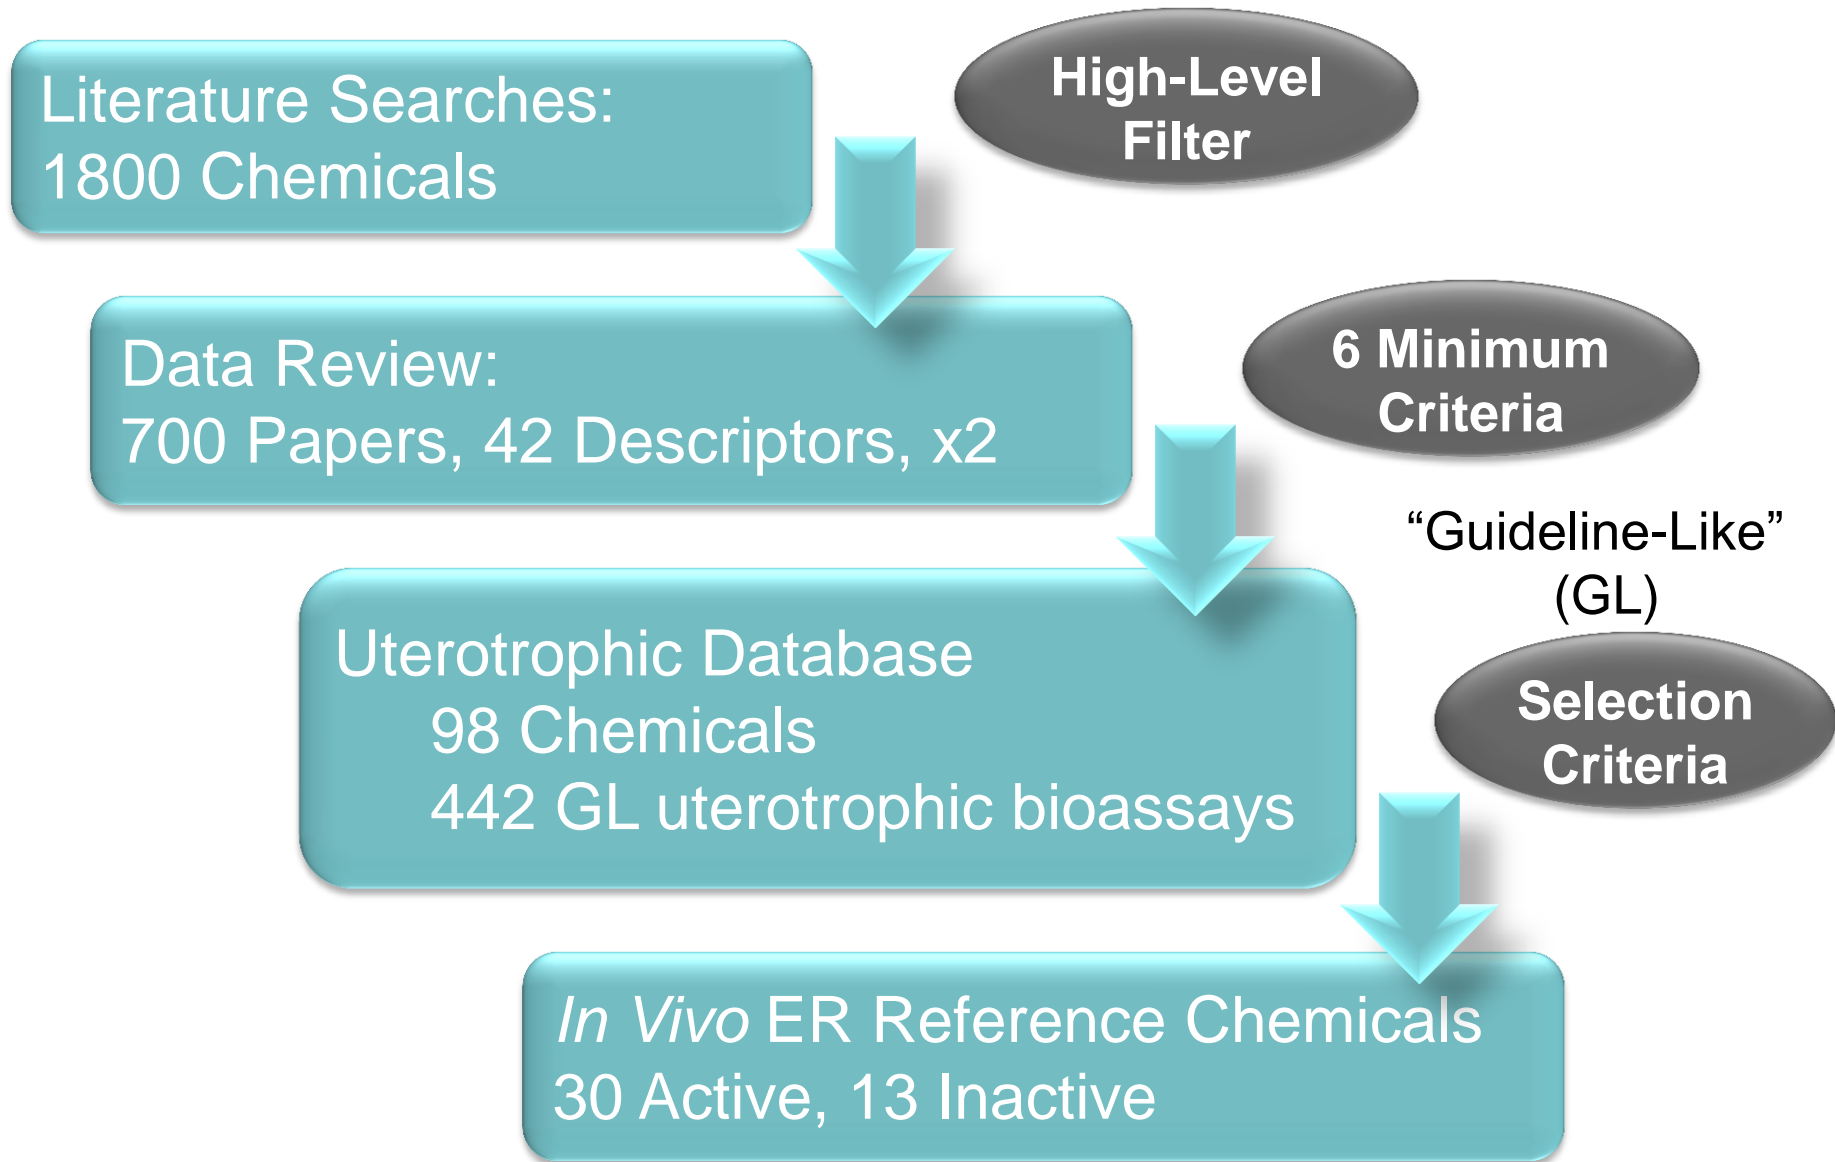 Literature Searches:
1800 Chemicals
High-Level
Filter
Data Review:
700 Papers, 42 Descriptors, x2
6 Minimum
Criteria
“Guideline-Like”
(GL)
Uterotrophic Database
98 Chemicals
442 GL uterotrophic bioassays
Selection
Criteria
In Vivo ER Reference Chemicals
30 Active, 13 Inactive